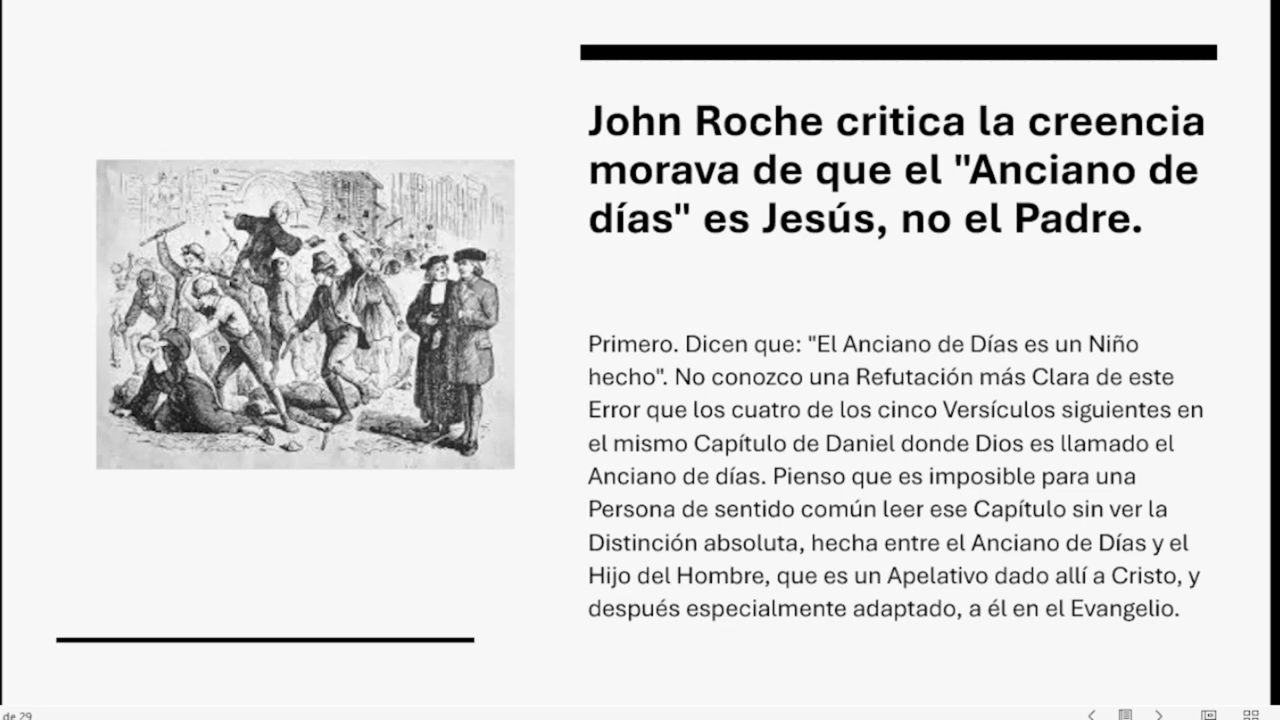 John Roche critica la creencia
morava de que el "Anciano de
días" es Jesús, no el Padre.
Primero. Dicen que: "El Anciano de Días es un Niño
hecho". No conozco una Refutación más Clara de este
Error que los cuatro de los cinco Versículos siguientes en
el mismo Capítulo de Daniel donde Dios es llamado el
Anciano de días. Pienso que es imposible para una
Persona de sentido común leer ese Capítulo sin ver la
Distinción absoluta, hecha entre el Anciano de Días y el
Hijo del Hombre, que es un Apelativo dado allí a Cristo, y
después especialmente adaptado, a él en el Evangelio.
de 29